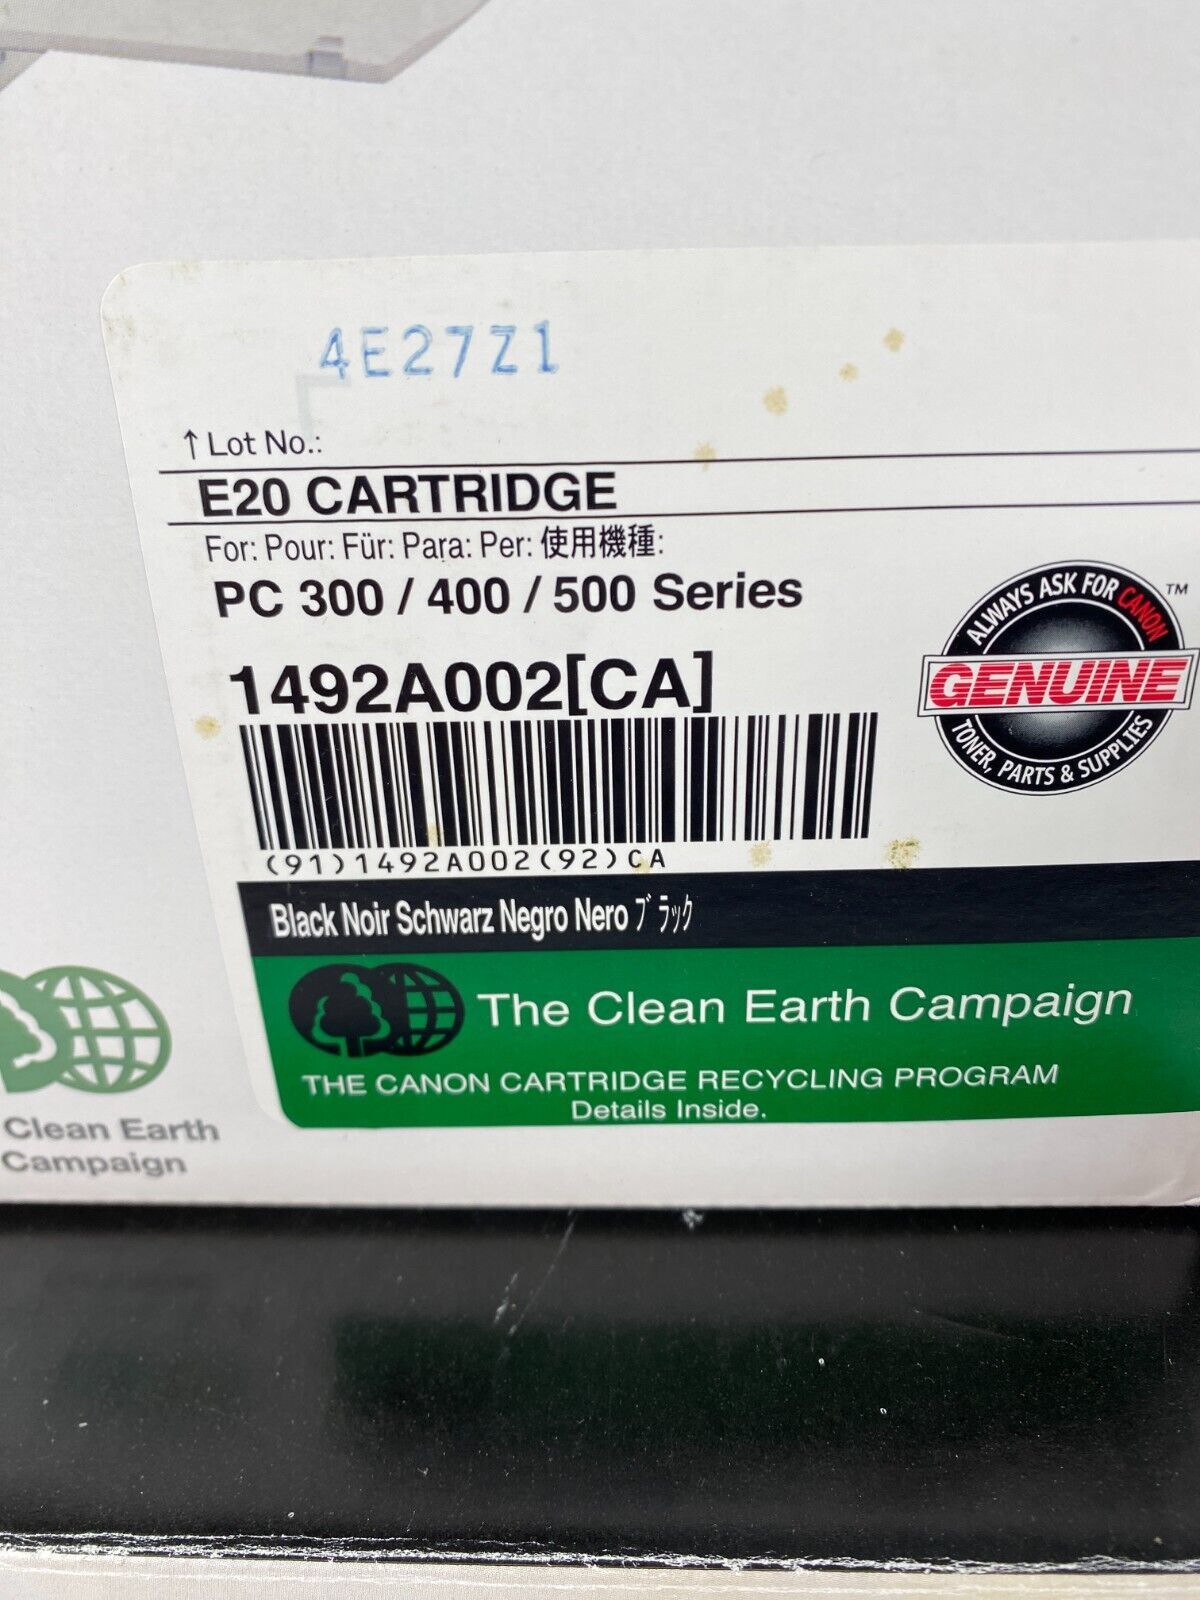 4E27Z1
↑ Lot No.:
E20 CARTRIDGE
For: Pour: Für: Para: Per: 使用機種:
PC 300 / 400 / 500 Series
1492A002[CA]
(91)1492A002(92)CA
ALWAYS ASK FOR CANON ™
GENUINE
TONER, PARTS & SUPPLIES
Black Noir Schwarz Negro Nero ブラック
The Clean Earth Campaign
THE CANON CARTRIDGE RECYCLING PROGRAM
Details Inside.
Clean Earth
Campaign